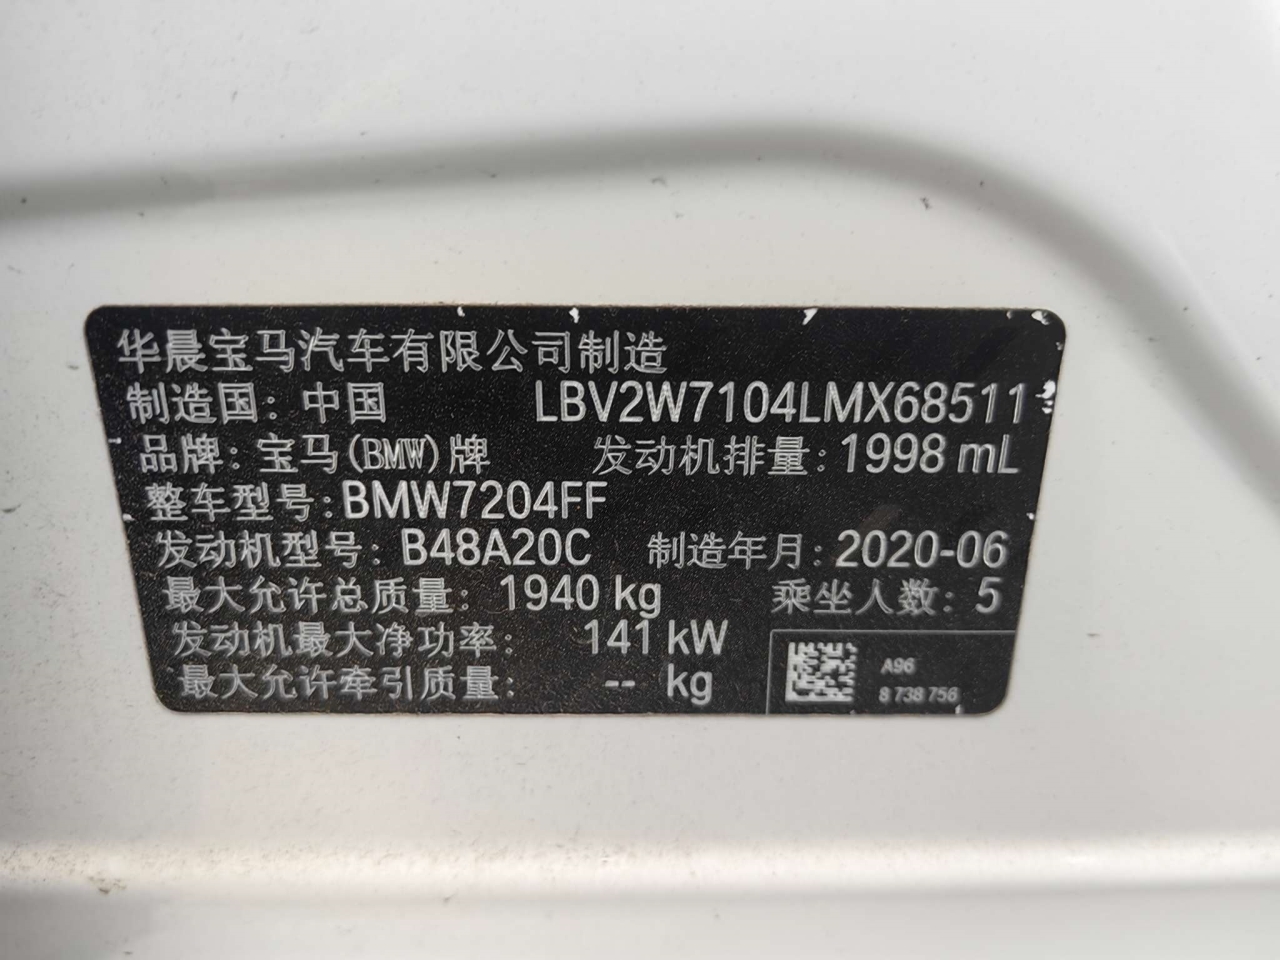 华晨宝马汽车有限公司制造
制造国: 中国 LBV2W7104LMX68511
品牌: 宝马(BMW)牌 发动机排量: 1998 mL
整车型号: BMW7204FF
发动机型号: B48A20C 制造年月: 2020-06
最大允许总质量: 1940 kg 乘坐人数: 5
发动机最大净功率: 141 kW
最大允许牵引质量: -- kg
A96
8 738 756